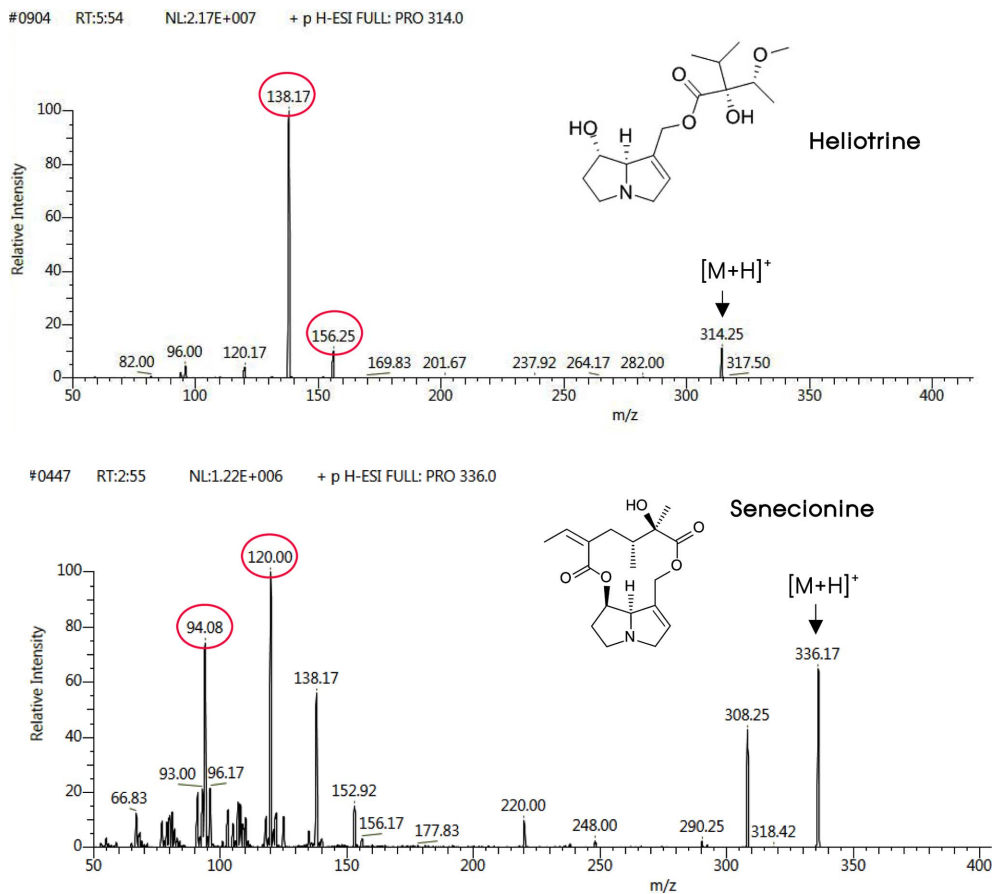 #0904 RT:5:54 NL:2.17E+007 + p H-ESI FULL: PRO 314.0
Relative Intensity
100
80
60
40
20
0
138.17
156.25
82.00
96.00
120.17
169.83
201.67
237.92
264.17
282.00
314.25
317.50
[M+H]+
Heliotrine
O
O
O
OH
HO
H
N
50 100 150 200 250 300 350 400
m/z
#0447 RT:2:55 NL:1.22E+006 + p H-ESI FULL: PRO 336.0
Relative Intensity
100
80
60
40
20
0
120.00
94.08
138.17
93.00
96.17
66.83
152.92
156.17
177.83
220.00
248.00
290.25
308.25
318.42
336.17
[M+H]+
Senecionine
HO
O
O
O
O
H
N
50 100 150 200 250 300 350 400
m/z